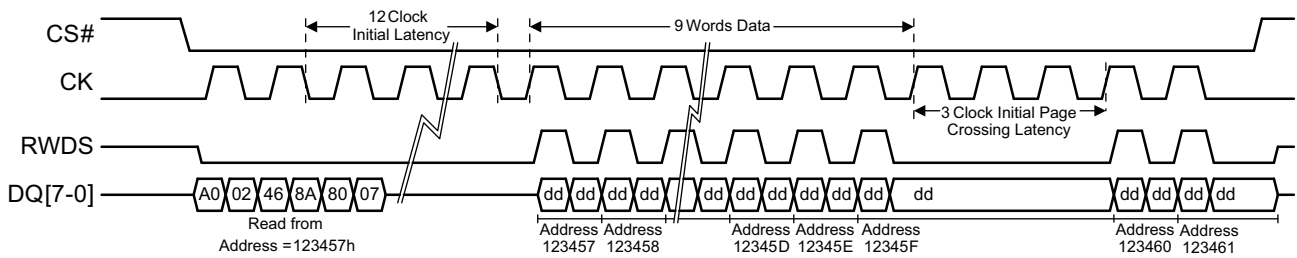 12 Clock
Initial Latency
9 Words Data
CS#
CK
3 Clock Initial Page
Crossing Latency
RWDS
DQ[7-0]
A0 02 46 8A 80 07
dd dd dd dd dd dd dd dd dd dd dd dd dd dd dd
Read from
Address = 123457h
Address
123457
Address
123458
Address
12345D
Address
12345E
Address
12345F
Address
123460
Address
123461